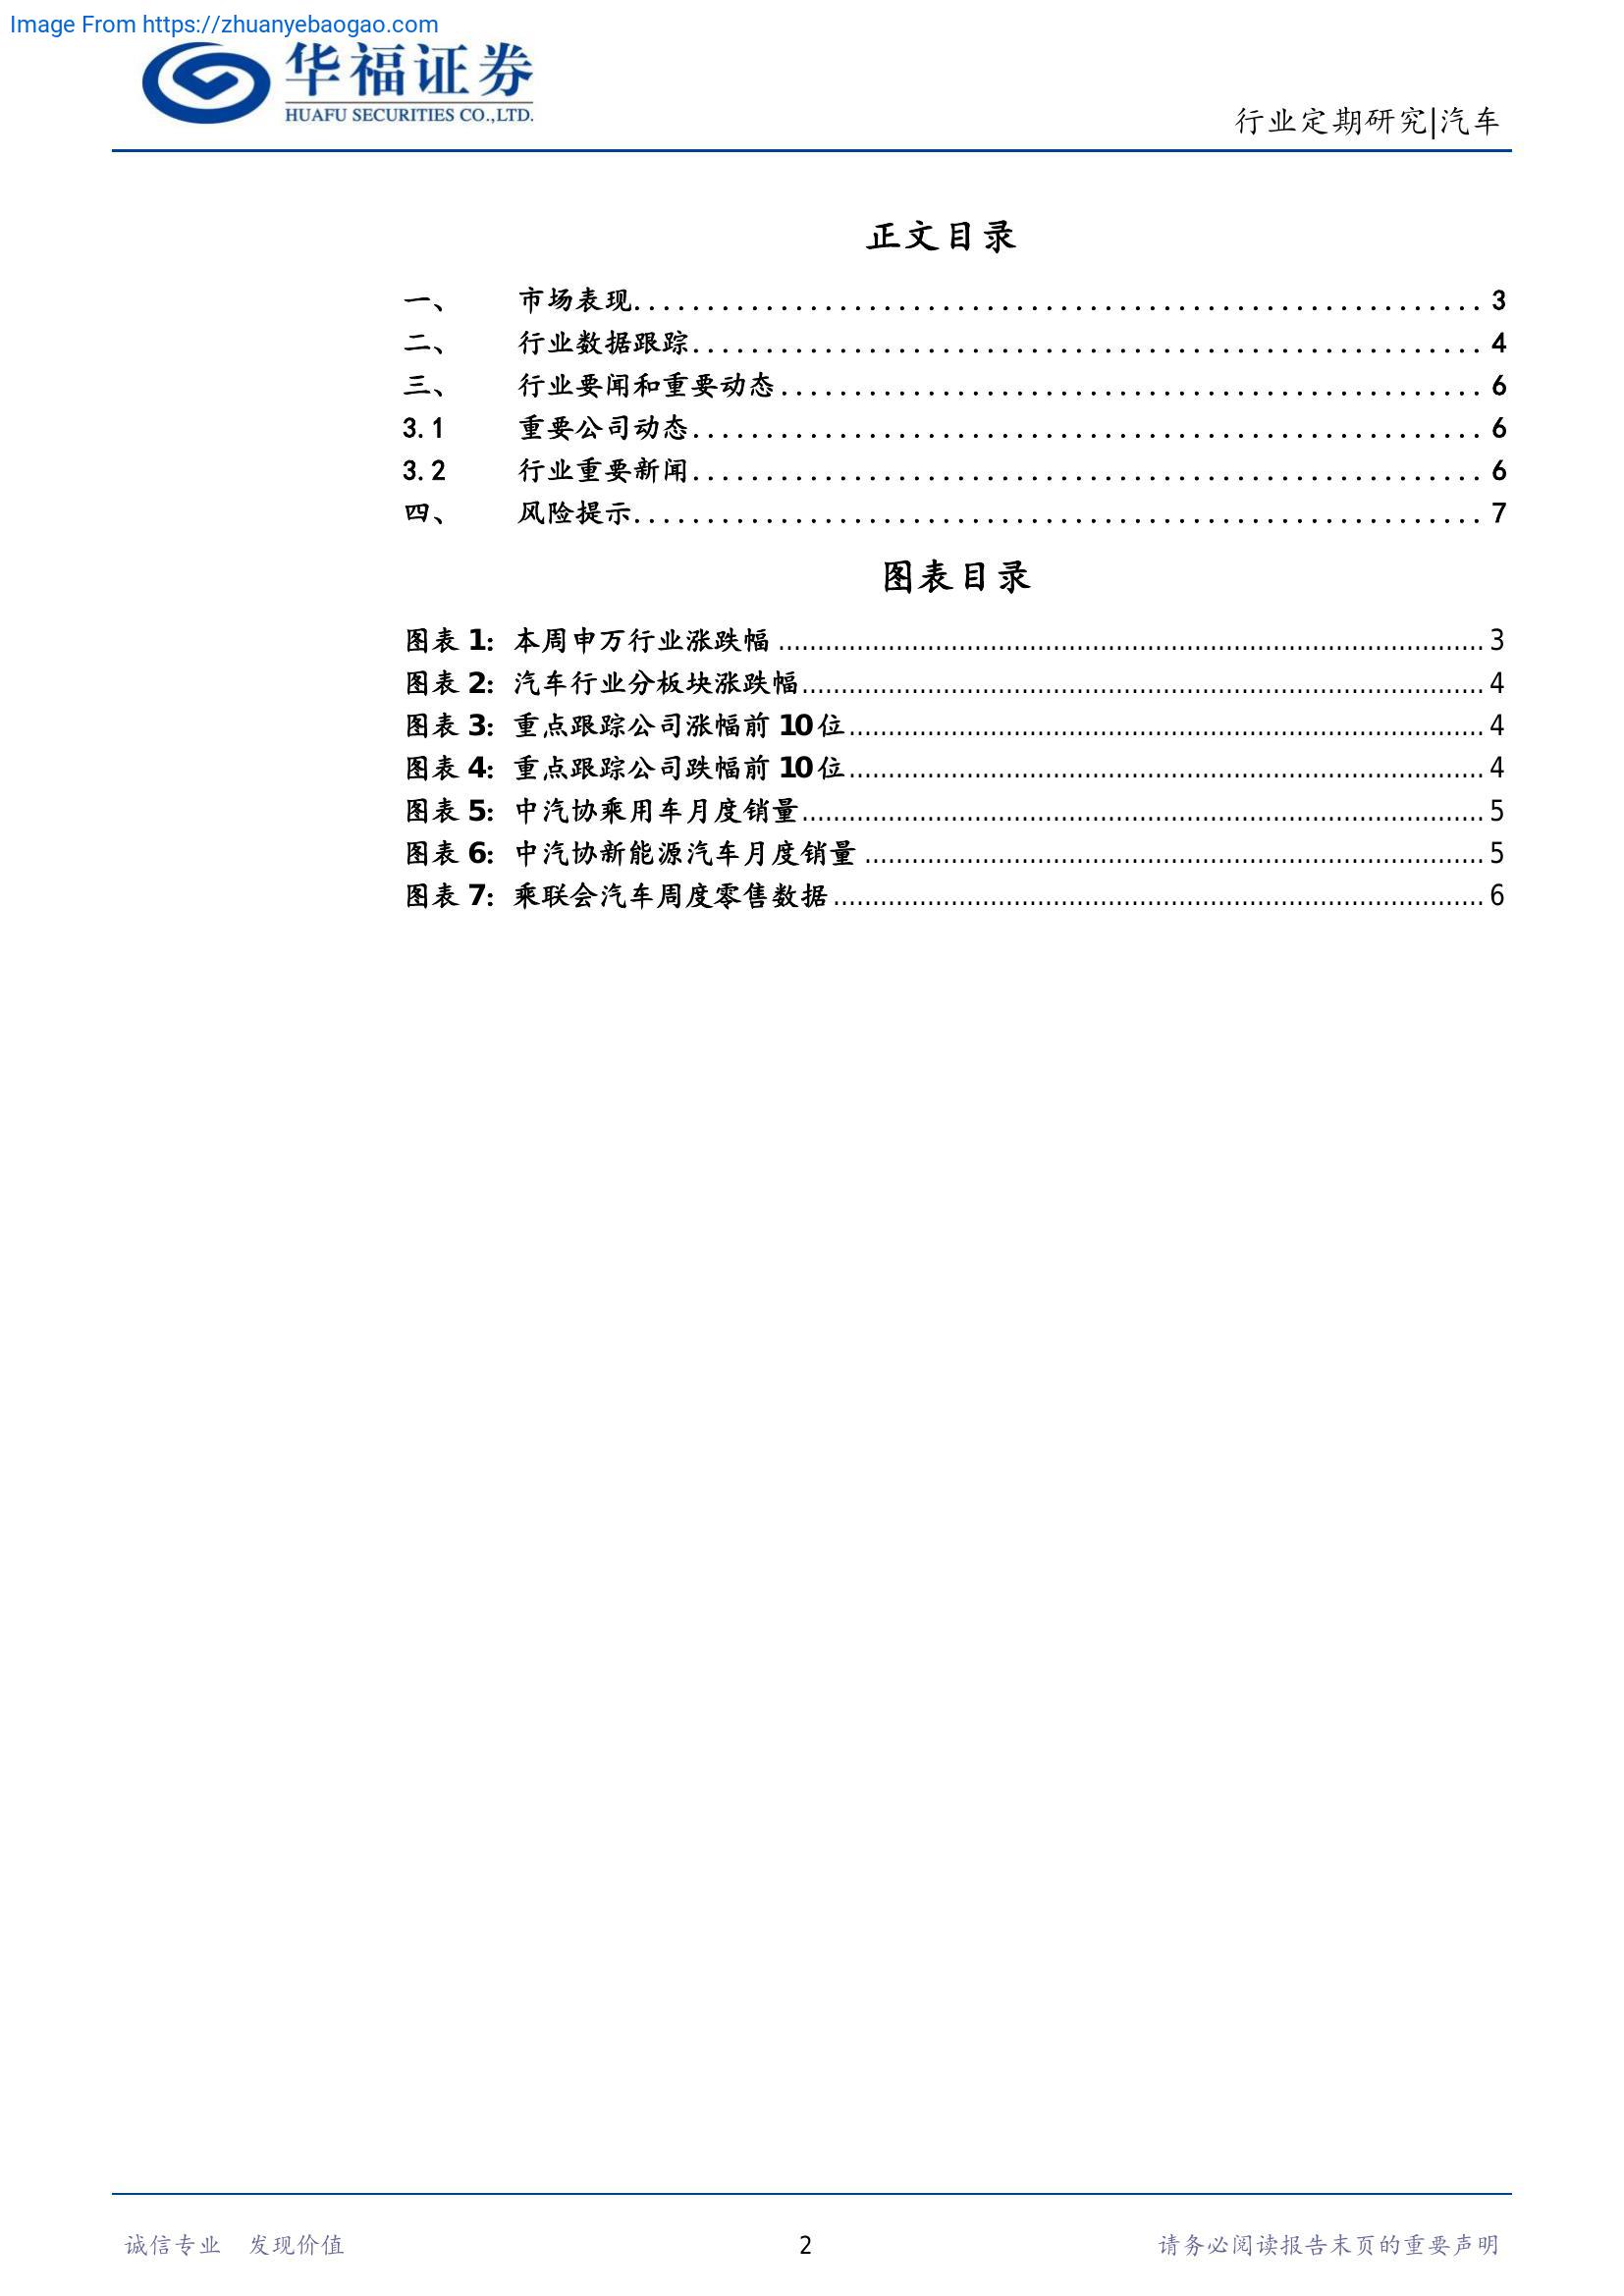 Image From https://zhuanyebaogao.com
华福证券
HUAFU SECURITIES CO.,LTD.
行业定期研究|汽车
正文目录
一、 市场表现........................................................... 3
二、 行业数据跟踪....................................................... 4
三、 行业要闻和重要动态................................................. 6
3.1 重要公司动态....................................................... 6
3.2 行业重要新闻....................................................... 6
四、 风险提示........................................................... 7
图表目录
图表 1: 本周申万行业涨跌幅 ........................................................... 3
图表 2: 汽车行业分板块涨跌幅........................................................... 4
图表 3: 重点跟踪公司涨幅前 10 位........................................................... 4
图表 4: 重点跟踪公司跌幅前 10 位........................................................... 4
图表 5: 中汽协乘用车月度销量........................................................... 5
图表 6: 中汽协新能源汽车月度销量 ........................................................... 5
图表 7: 乘联会汽车周度零售数据 ........................................................... 6
诚信专业 发现价值 2 请务必阅读报告末页的重要声明